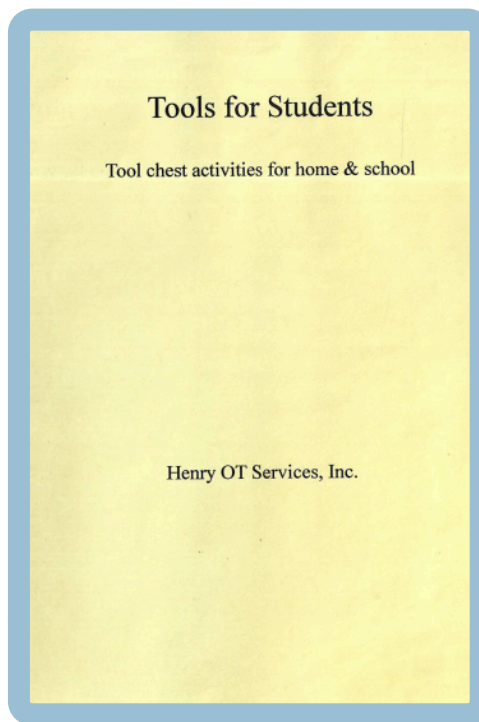 Tools for Students
Tool chest activities for home & school
Henry OT Services, Inc.